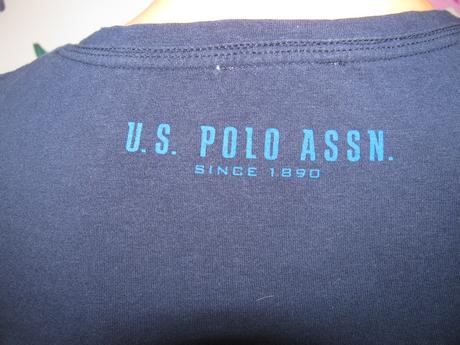 U.S. POLO ASSN.
SINCE 1890